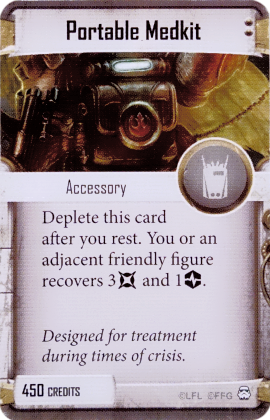 Portable Medkit
Accessory
Deplete this card
after you rest. You or an
adjacent friendly figure
recovers 3 and 1.
Designed for treatment
during times of crisis.
450 CREDITS
©LFL ©FFG